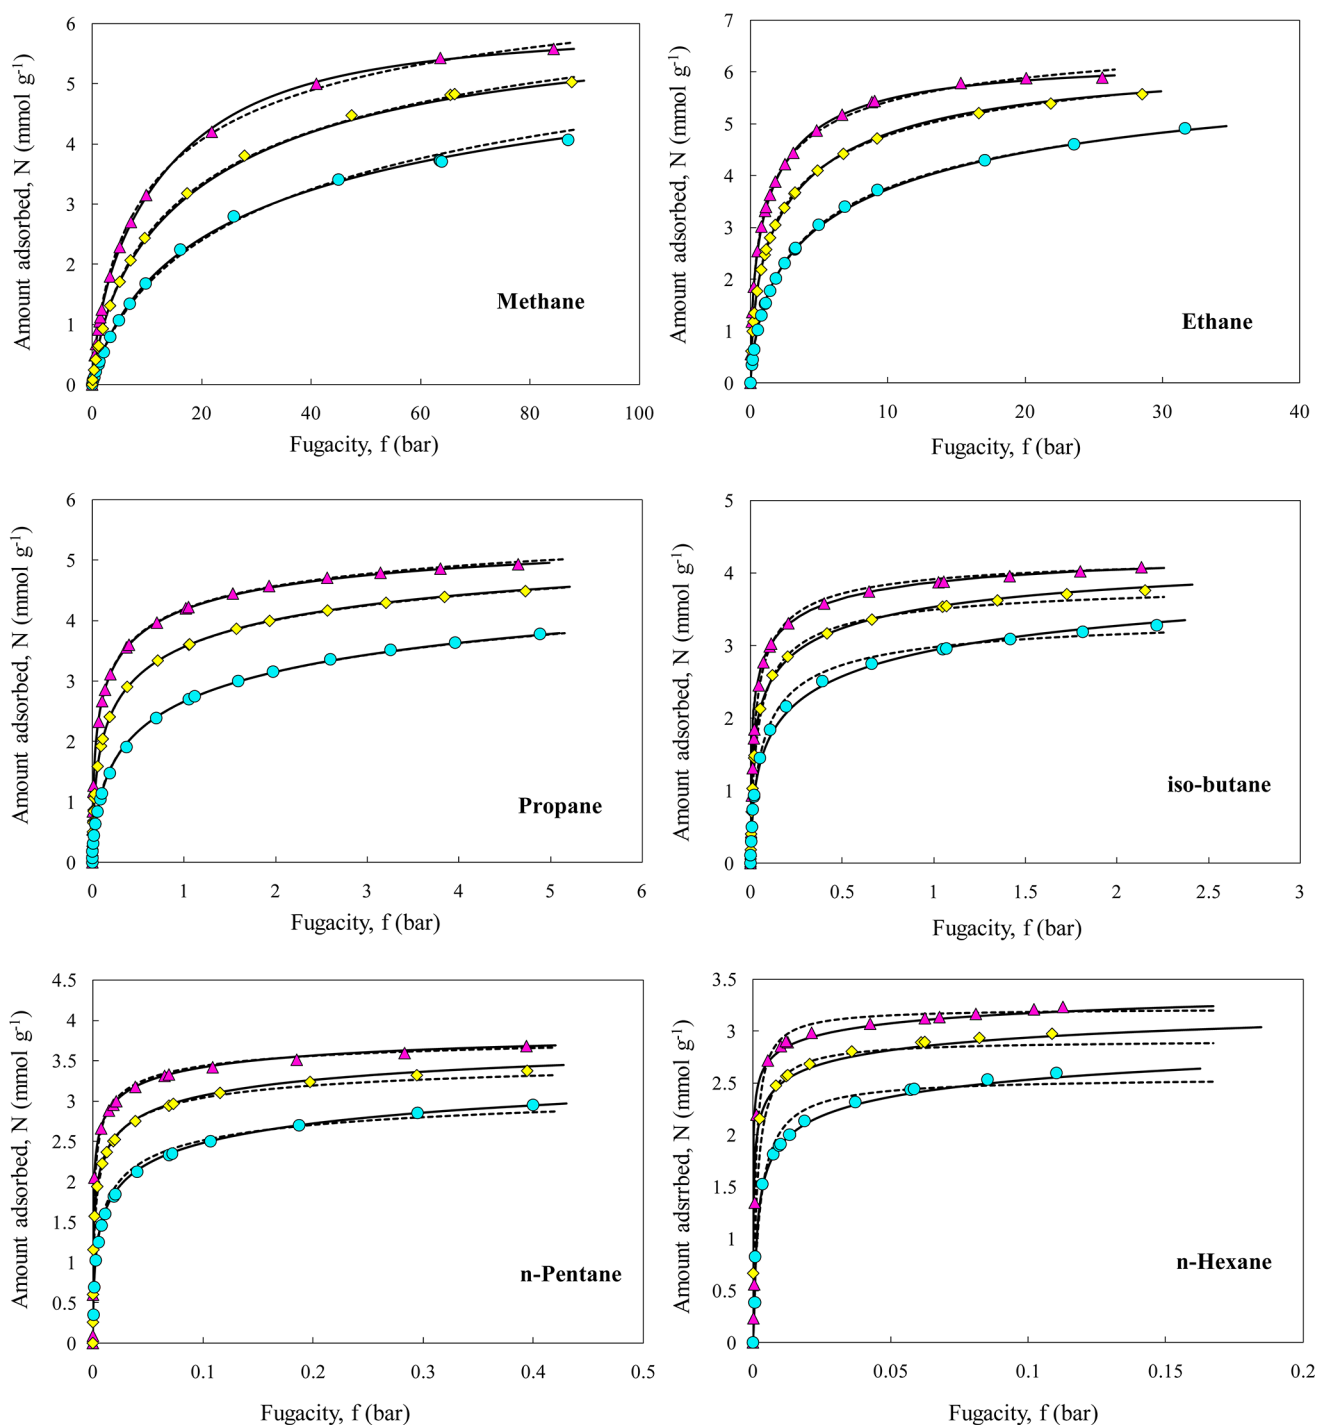 Amount adsorbed, N (mmol g-1)
6
5
4
3
2
1
0
0 20 40 60 80 100
Fugacity, f (bar)
Methane
Amount adsorbed, N (mmol g-1)
7
6
5
4
3
2
1
0
0 10 20 30 40
Fugacity, f (bar)
Ethane
Amount adsorbed, N (mmol g-1)
6
5
4
3
2
1
0
0 1 2 3 4 5 6
Fugacity, f (bar)
Propane
Amount adsorbed, N (mmol g-1)
5
4
3
2
1
0
0 0.5 1 1.5 2 2.5 3
Fugacity, f (bar)
iso-butane
Amount adsorbed, N (mmol g-1)
4.5
4
3.5
3
2.5
2
1.5
1
0.5
0
0 0.1 0.2 0.3 0.4 0.5
Fugacity, f (bar)
n-Pentane
Amount adsrrbed, N (mmol g-1)
3.5
3
2.5
2
1.5
1
0.5
0
0 0.05 0.1 0.15 0.2
Fugacity, f (bar)
n-Hexane